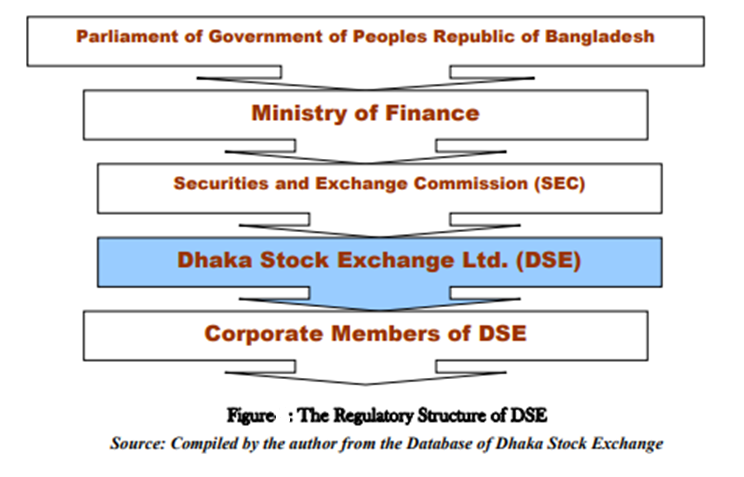 Parliament of Government of Peoples Republic of Bangladesh
Ministry of Finance
Securities and Exchange Commission (SEC)
Dhaka Stock Exchange Ltd. (DSE)
Corporate Members of DSE
Figure : The Regulatory Structure of DSE
Source: Compiled by the author from the Database of Dhaka Stock Exchange